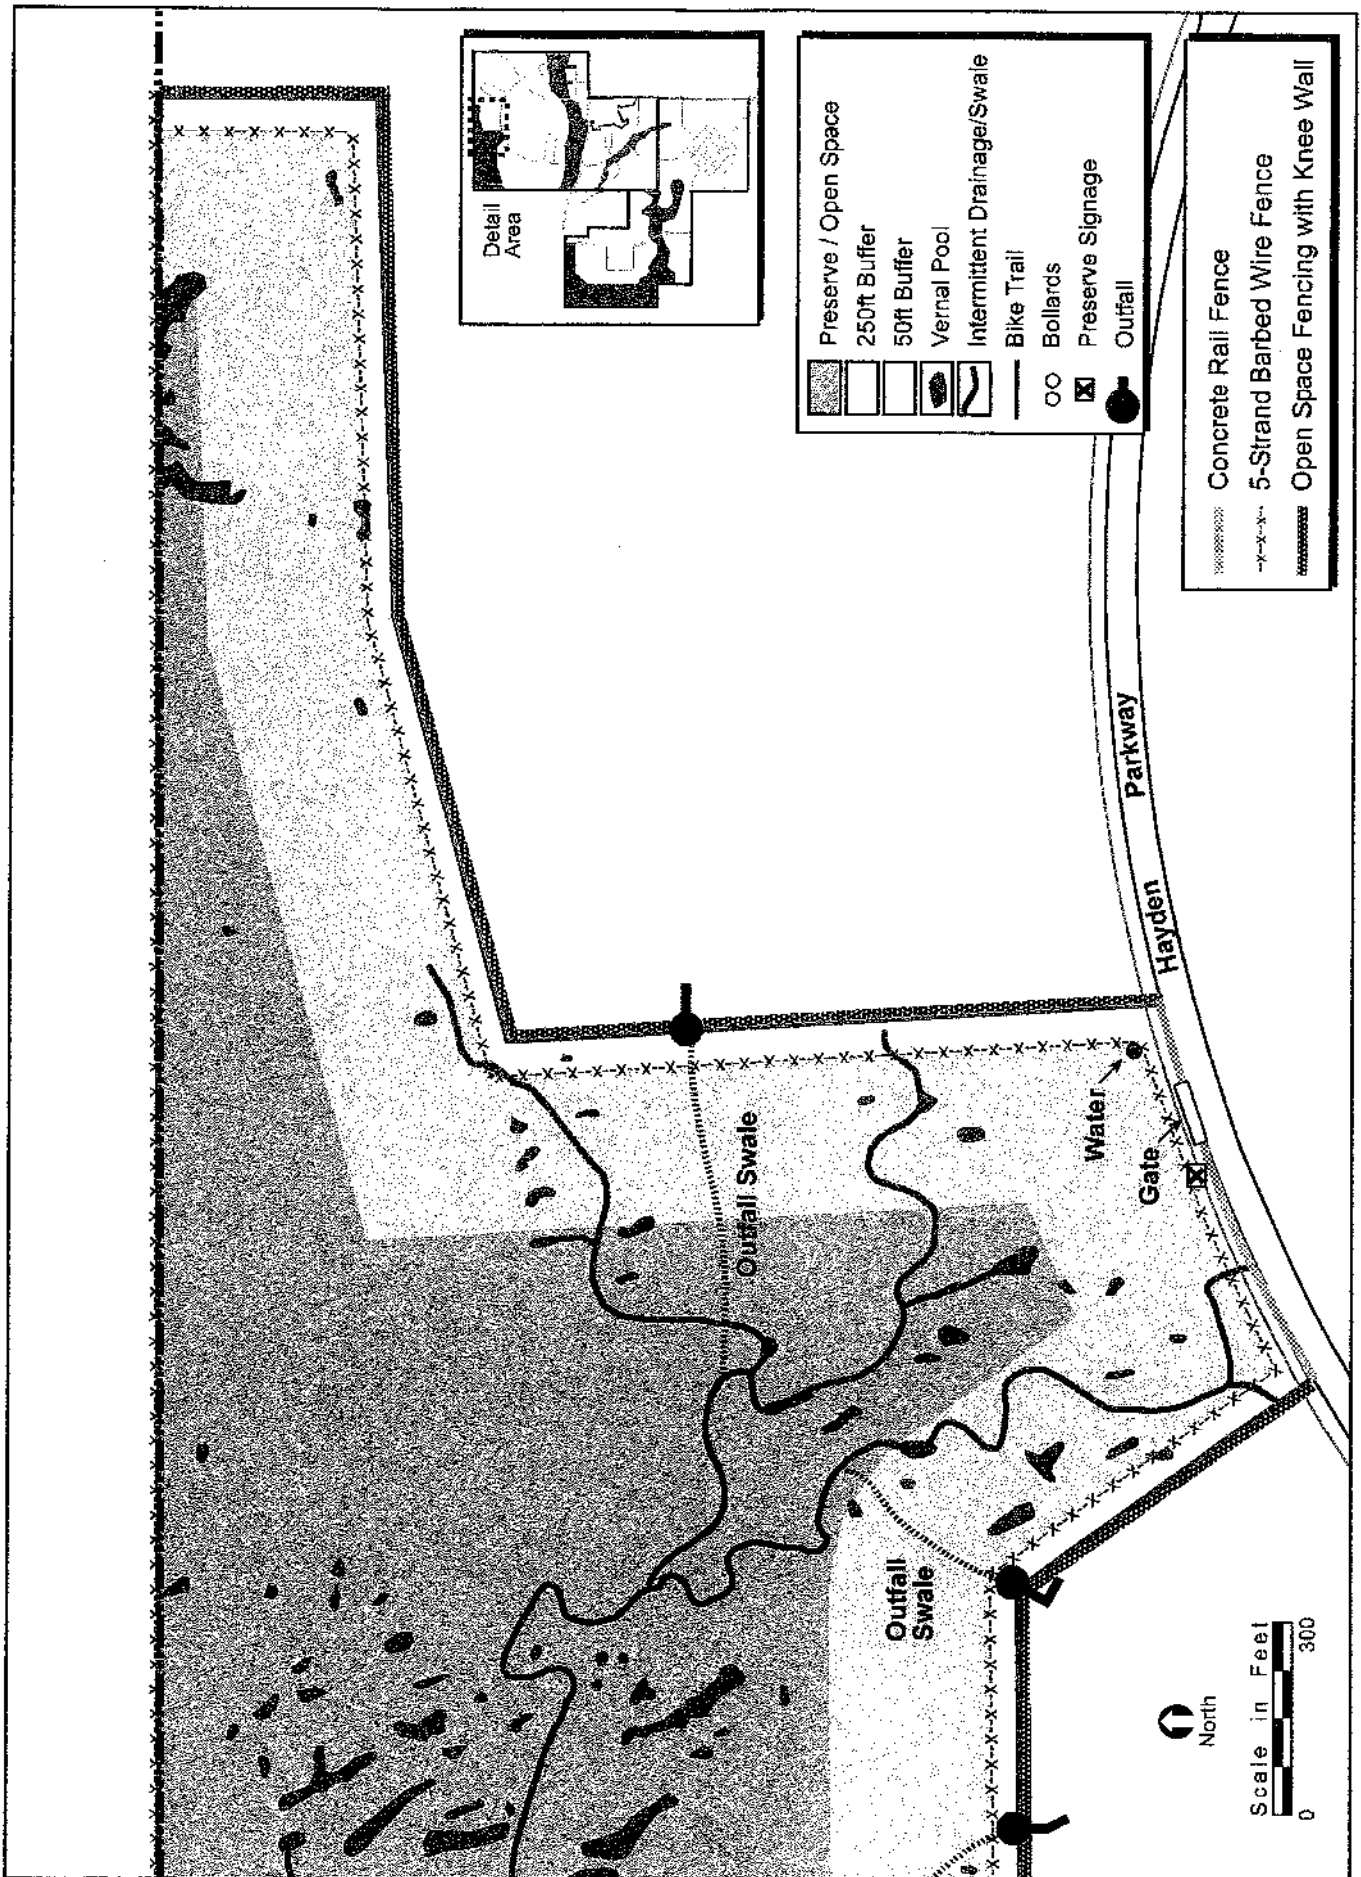 Detail
Area
Preserve / Open Space
250ft Buffer
50ft Buffer
Vernal Pool
Intermittent Drainage/Swale
Bike Trail
Bollards
Preserve Signage
Outfall
Concrete Rail Fence
5-Strand Barbed Wire Fence
Open Space Fencing with Knee Wall
Hayden Parkway
Outfall Swale
Water
Gate
Outfall
Swale
North
Scale in Feet
0 300